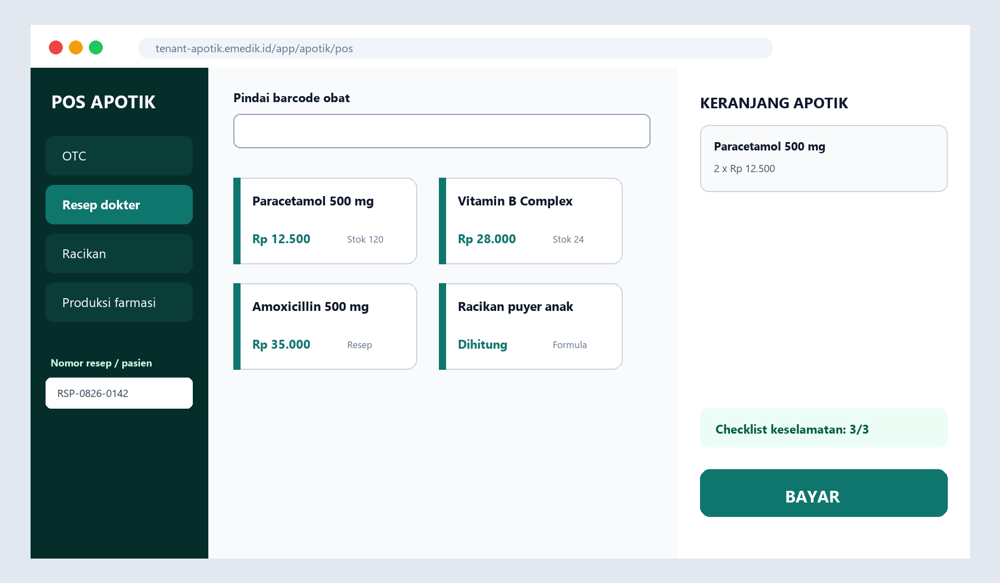 tenant-apotik.emedik.id/app/apotik/pos
POS APOTIK
OTC
Resep dokter
Racikan
Produksi farmasi
Nomor resep / pasien
RSP-0826-0142
Pindai barcode obat
Paracetamol 500 mg
Rp 12.500 Stok 120
Vitamin B Complex
Rp 28.000 Stok 24
Amoxicillin 500 mg
Rp 35.000 Resep
Racikan puyer anak
Dihitung Formula
KERANJANG APOTIK
Paracetamol 500 mg
2 x Rp 12.500
Checklist keselamatan: 3/3
BAYAR